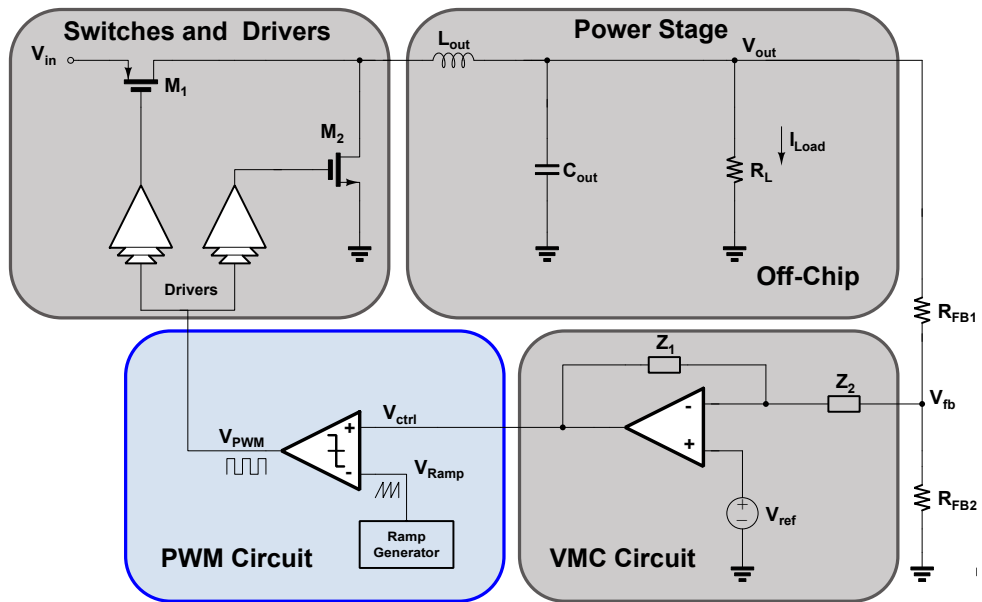 Switches and Drivers
Power Stage
Vin
Lout
Vout
M1
M2
ILoad
Cout
RL
Drivers
Off-Chip
RFB1
Z1
Z2
Vfb
Vctrl
-
+
+
-
VPWM
VRamp
RFB2
+
-
Vref
Ramp
Generator
PWM Circuit
VMC Circuit